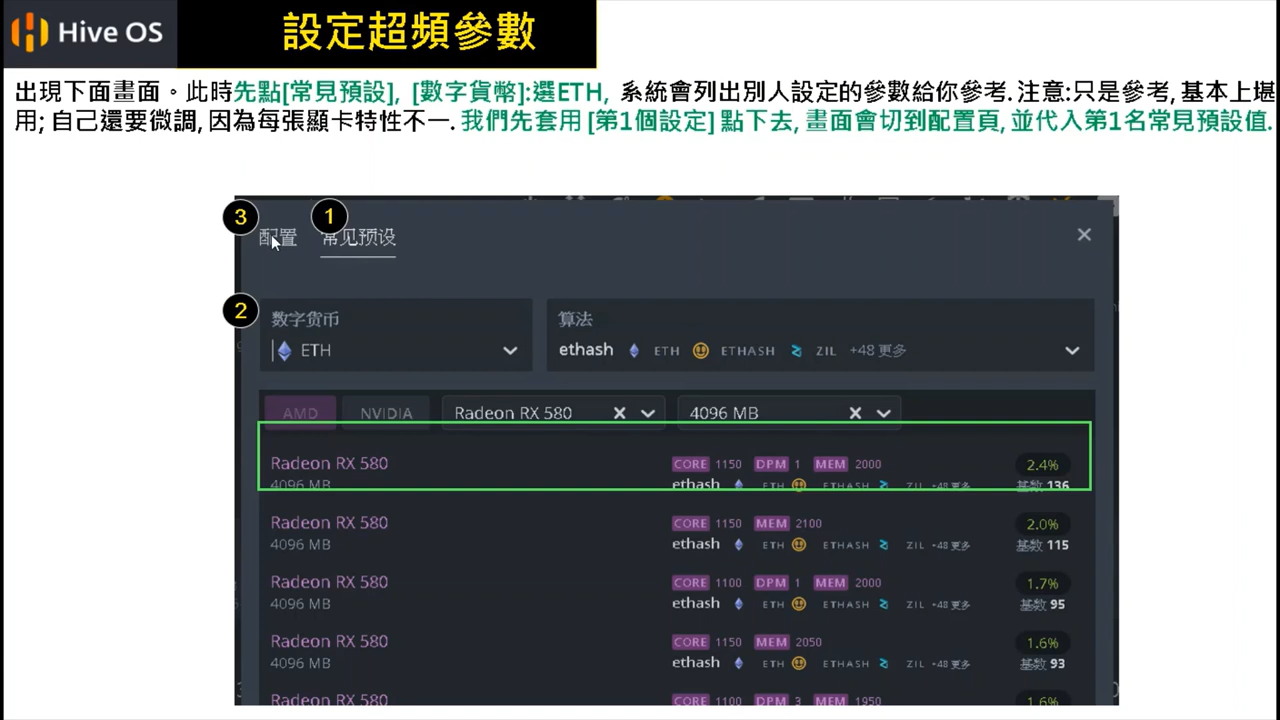 Hive OS
設定超頻參數
出現下面畫面。此時先點[常見預設], [數字貨幣]:選ETH, 系統會列出別人設定的參數給你參考. 注意:只是參考, 基本上堪
用; 自己還要微調, 因為每張顯卡特性不一. 我們先套用 [第1個設定] 點下去, 畫面會切到配置頁, 並代入第1名常見預設值.
3 1
配置 常见预设 ×
2
数字货币 算法
ETH ethash ETH ETHASH ZIL +48 更多
AMD NVIDIA Radeon RX 580 × 4096 MB ×
Radeon RX 580 CORE 1150 DPM 1 MEM 2000 2.4%
4096 MB ethash ETH ETHASH ZIL +48 更多 基数 136
Radeon RX 580 CORE 1150 MEM 2100 2.0%
4096 MB ethash ETH ETHASH ZIL +48 更多 基数 115
Radeon RX 580 CORE 1100 DPM 1 MEM 2000 1.7%
4096 MB ethash ETH ETHASH ZIL +48 更多 基数 95
Radeon RX 580 CORE 1150 MEM 2050 1.6%
4096 MB ethash ETH ETHASH ZIL +48 更多 基数 93
Radeon RX 580 CORE 1100 DPM 3 MEM 1950 1.6%